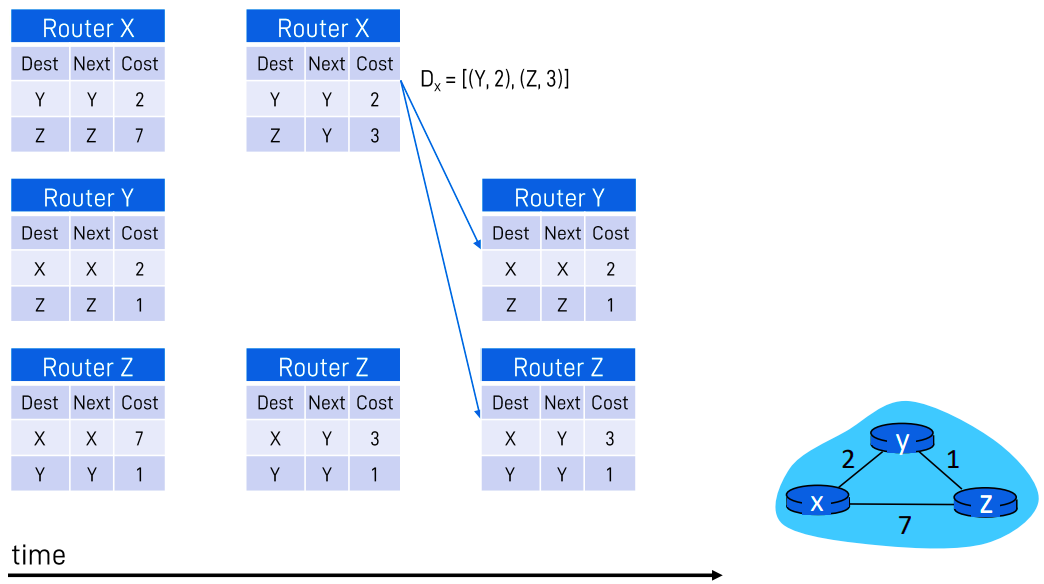 Router X
Dest Next Cost
Y Y 2
Z Z 7
Router X
Dest Next Cost
Y Y 2
Z Y 3
Dₓ = [(Y, 2), (Z, 3)]
Router Y
Dest Next Cost
X X 2
Z Z 1
Router Y
Dest Next Cost
X X 2
Z Z 1
Router Z
Dest Next Cost
X X 7
Y Y 1
Router Z
Dest Next Cost
X Y 3
Y Y 1
Router Z
Dest Next Cost
X Y 3
Y Y 1
y
2 1
x z
7
time